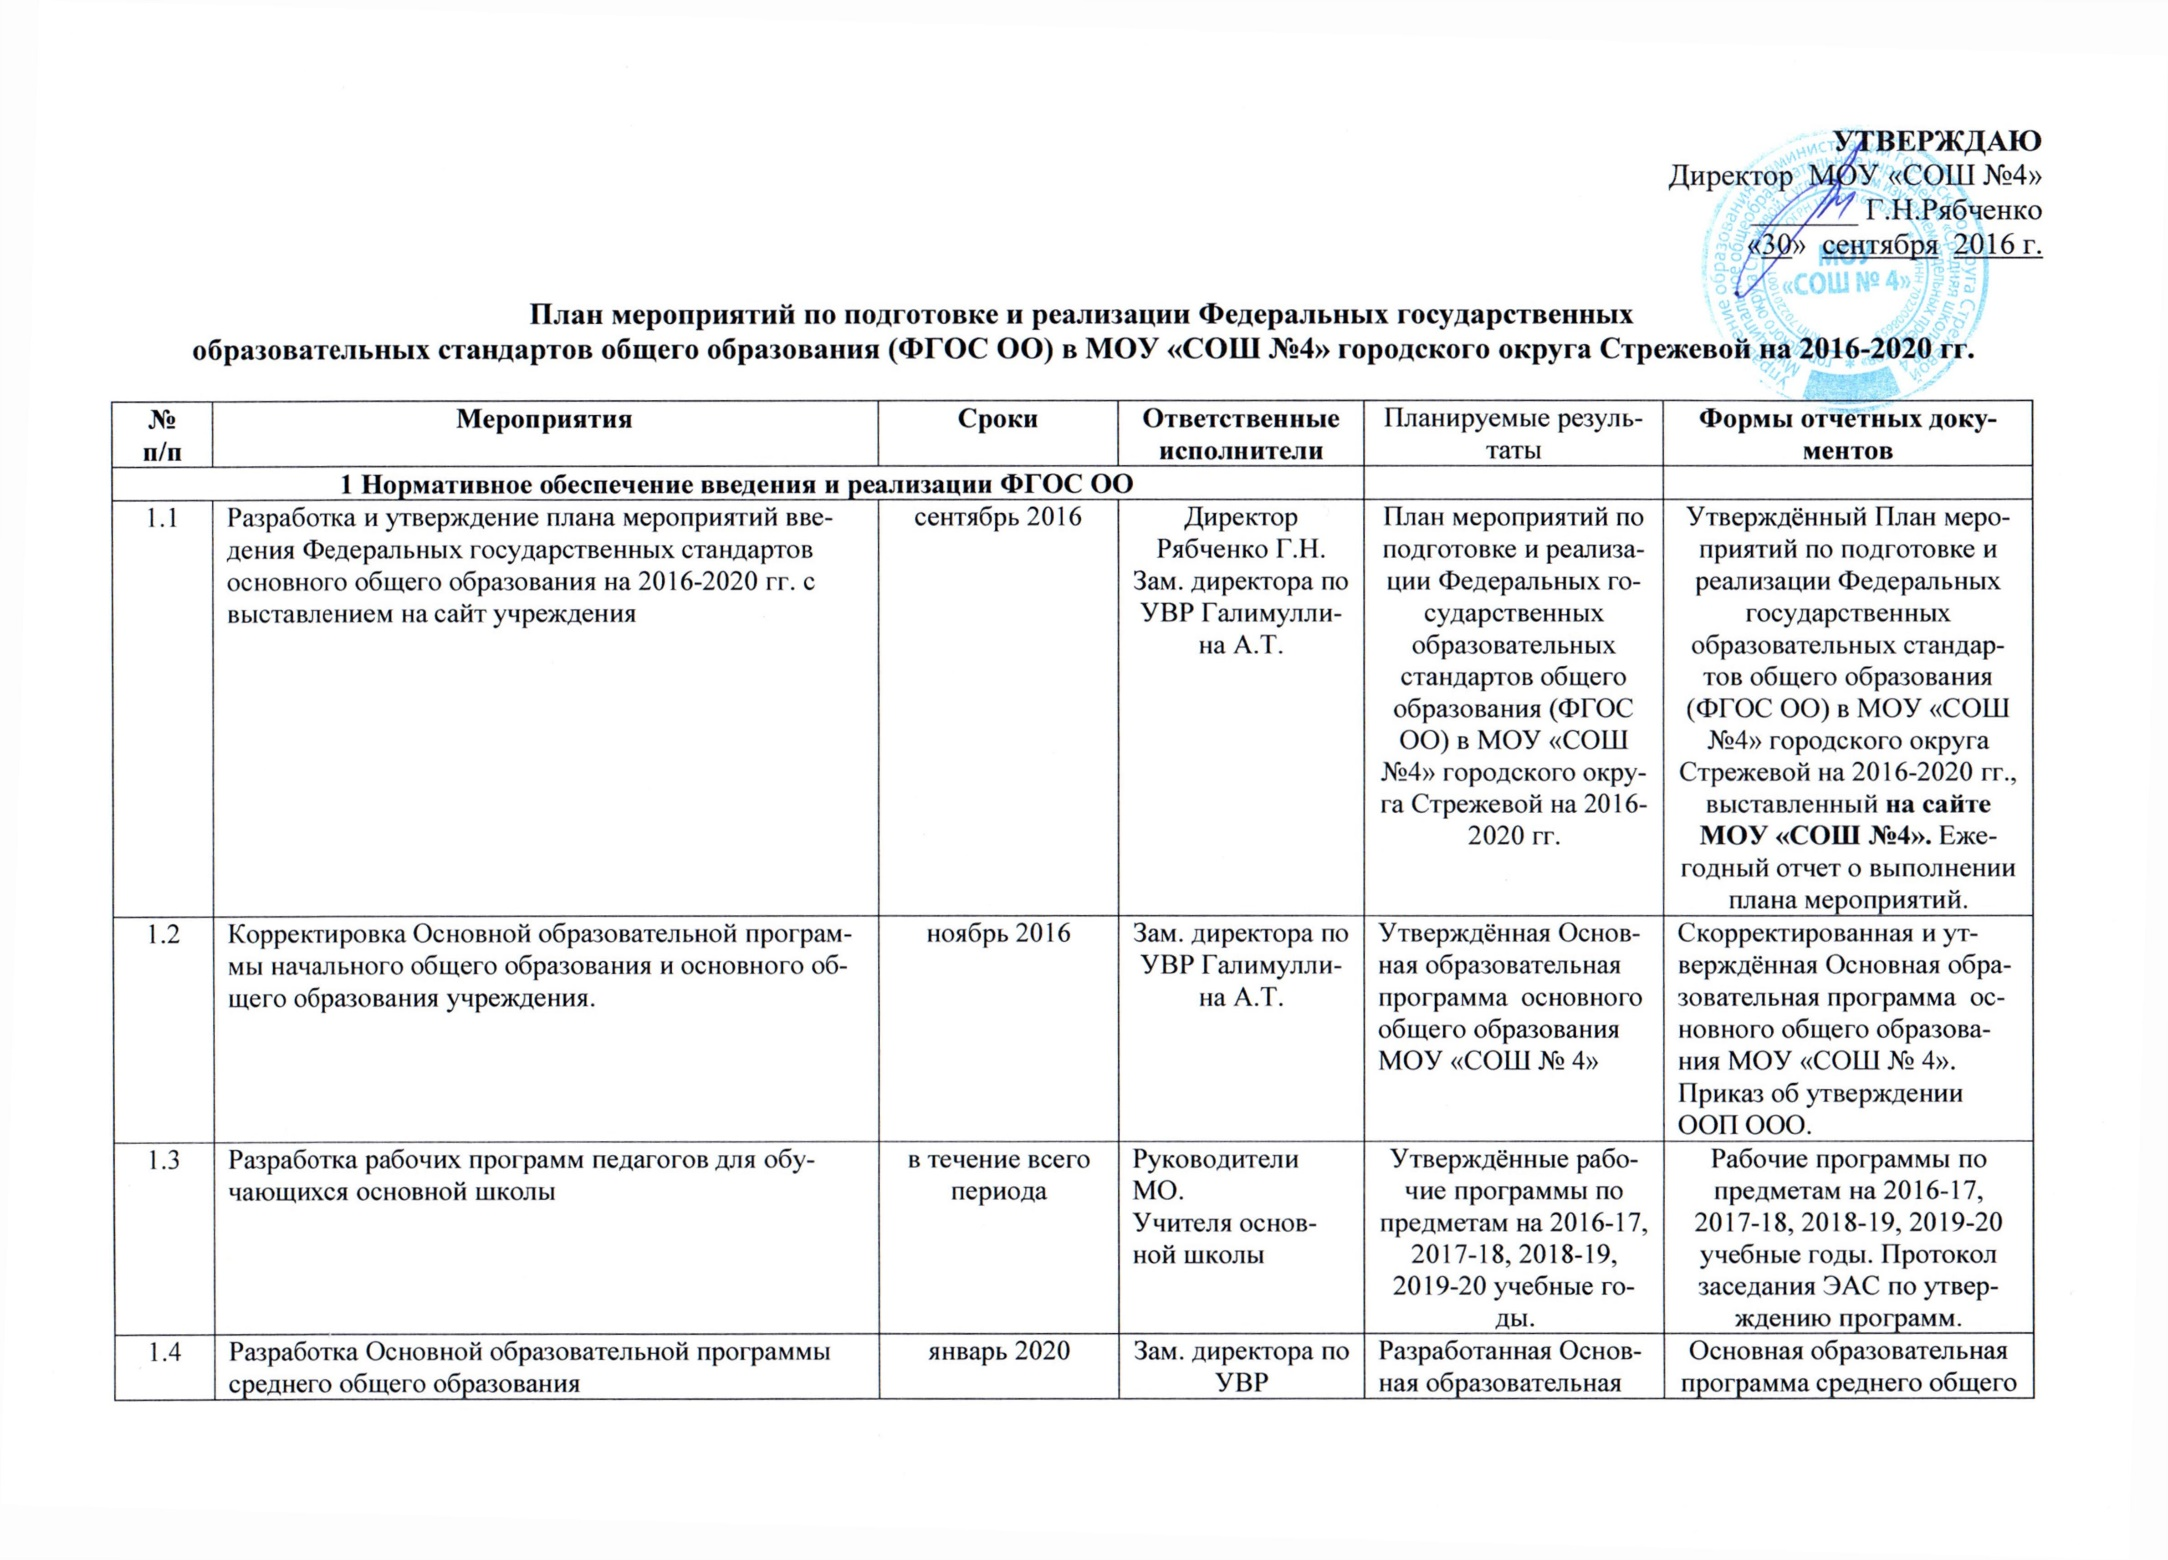 УТВЕРЖДАЮ
Директор МОУ «СОШ №4»
_______ Г.Н.Рябченко
«30» сентября 2016 г.
МОУ
«СОШ № 4»
План мероприятий по подготовке и реализации Федеральных государственных
образовательных стандартов общего образования (ФГОС ОО) в МОУ «СОШ №4» городского округа Стрежевой на 2016-2020 гг.
№
п/п
Мероприятия
Сроки
Ответственные
исполнители
Планируемые резуль-
таты
Формы отчетных доку-
ментов
1 Нормативное обеспечение введения и реализации ФГОС ОО
1.1
Разработка и утверждение плана мероприятий вве-
дения Федеральных государственных стандартов
основного общего образования на 2016-2020 гг. с
выставлением на сайт учреждения
сентябрь 2016
Директор
Рябченко Г.Н.
Зам. директора по
УВР Галимулли-
на А.Т.
План мероприятий по
подготовке и реализа-
ции Федеральных го-
сударственных
образовательных
стандартов общего
образования (ФГОС
ОО) в МОУ «СОШ
№4» городского окру-
га Стрежевой на 2016-
2020 гг.
Утверждённый План меро-
приятий по подготовке и
реализации Федеральных
государственных
образовательных стандар-
тов общего образования
(ФГОС ОО) в МОУ «СОШ
№4» городского округа
Стрежевой на 2016-2020 гг.,
выставленный на сайте
МОУ «СОШ №4». Еже-
годный отчет о выполнении
плана мероприятий.
1.2
Корректировка Основной образовательной програм-
мы начального общего образования и основного об-
щего образования учреждения.
ноябрь 2016
Зам. директора по
УВР Галимулли-
на А.Т.
Утверждённая Основ-
ная образовательная
программа основного
общего образования
МОУ «СОШ № 4»
Скорректированная и ут-
верждённая Основная обра-
зовательная программа ос-
новного общего образова-
ния МОУ «СОШ № 4».
Приказ об утверждении
ООП ООО.
1.3
Разработка рабочих программ педагогов для обу-
чающихся основной школы
в течение всего
периода
Руководители
МО.
Учителя основ-
ной школы
Утверждённые рабо-
чие программы по
предметам на 2016-17,
2017-18, 2018-19,
2019-20 учебные го-
ды.
Рабочие программы по
предметам на 2016-17,
2017-18, 2018-19, 2019-20
учебные годы. Протокол
заседания ЭАС по утвер-
ждению программ.
1.4
Разработка Основной образовательной программы
среднего общего образования
январь 2020
Зам. директора по
УВР
Разработанная Основ-
ная образовательная
Основная образовательная
программа среднего общего